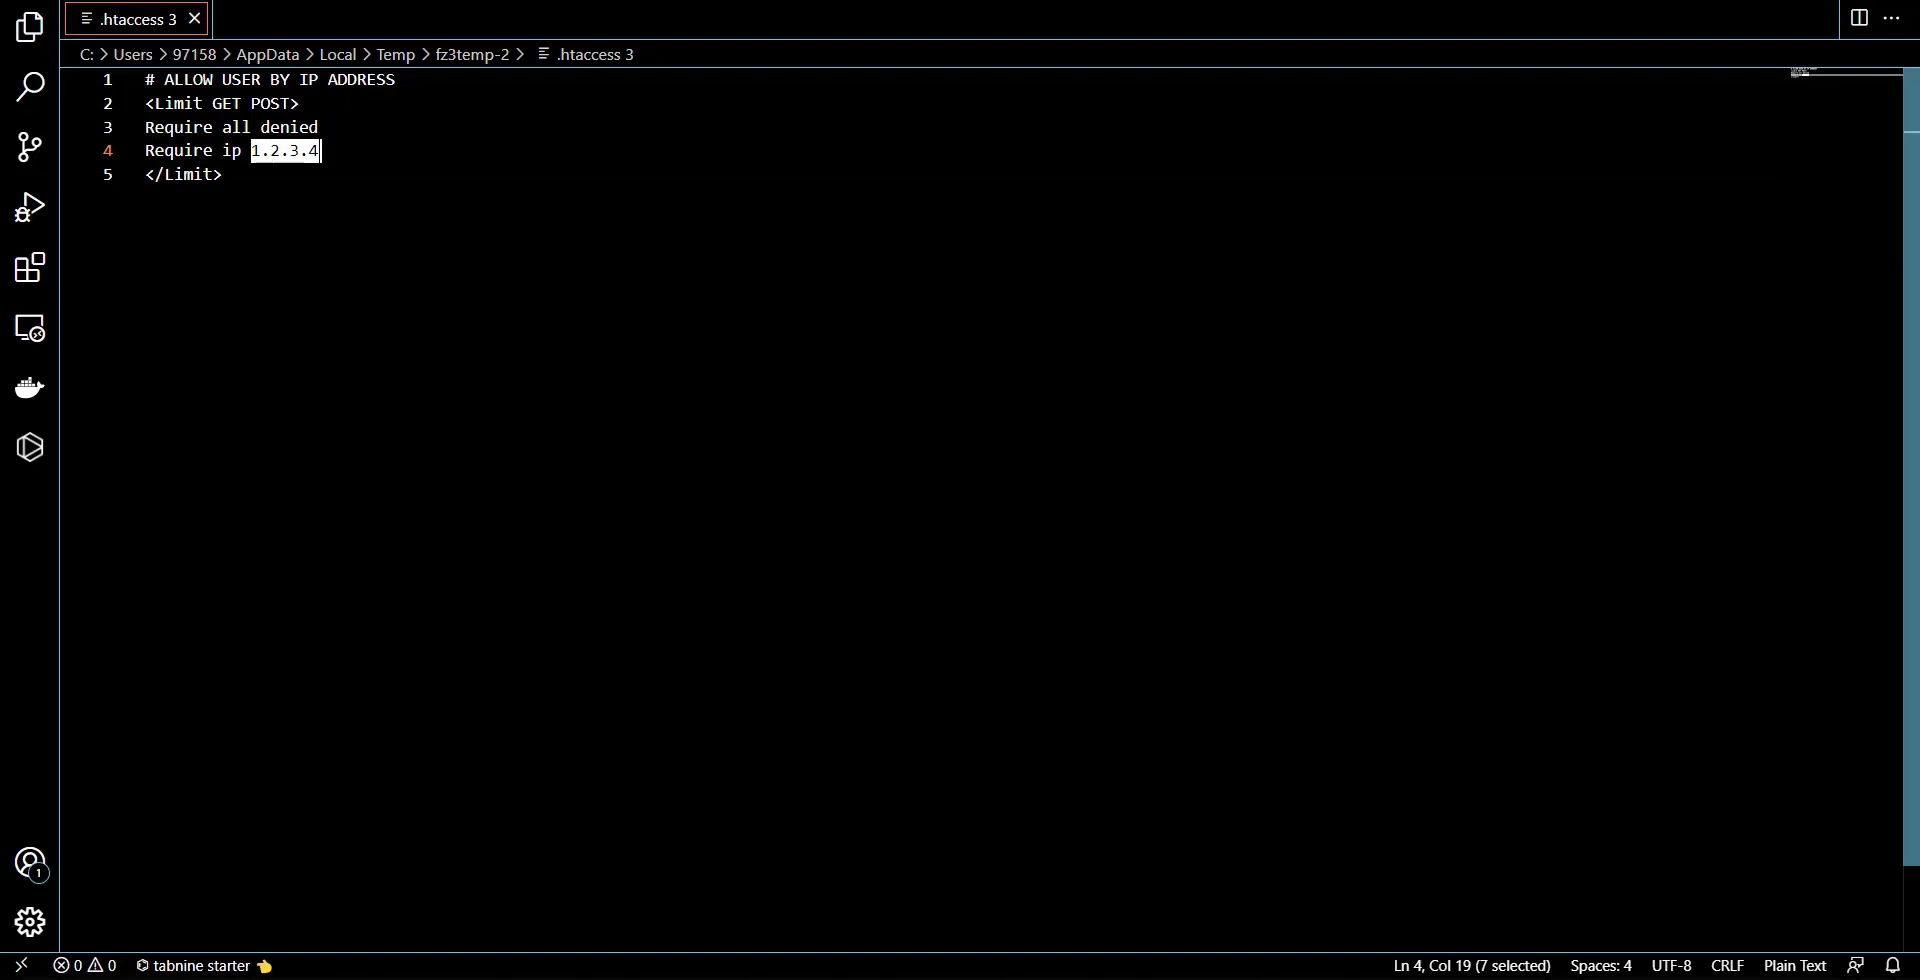 .htaccess 3
C: > Users > 97158 > AppData > Local > Temp > fz3temp-2 > .htaccess 3
1 # ALLOW USER BY IP ADDRESS
2 <Limit GET POST>
3 Require all denied
4 Require ip 1.2.3.4
5 </Limit>
1
0 0 tabnine starter Ln 4, Col 19 (7 selected) Spaces: 4 UTF-8 CRLF Plain Text